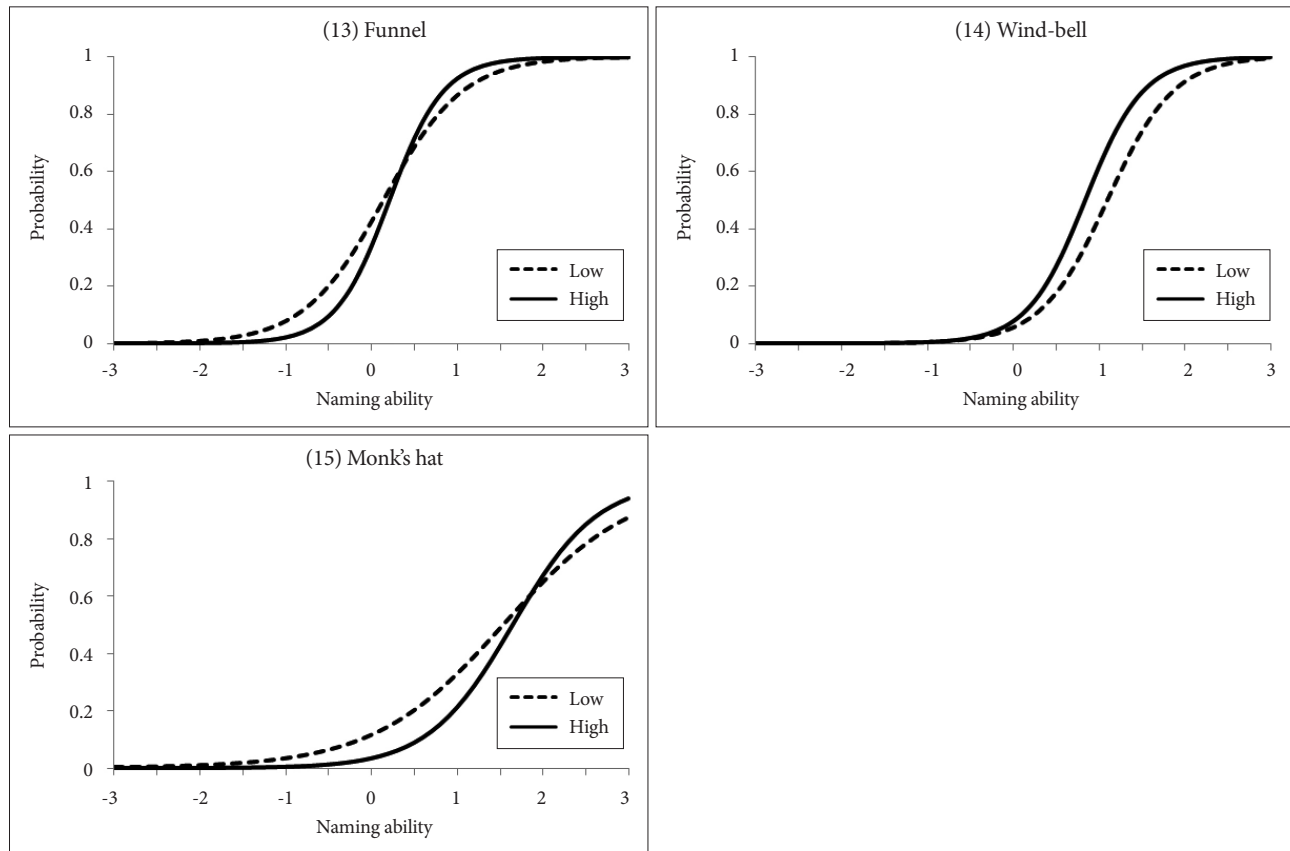 (13) Funnel
1
0.8
0.6
0.4
0.2
0
Probability
Low
High
-3 -2 -1 0 1 2 3
Naming ability
(14) Wind-bell
1
0.8
0.6
0.4
0.2
0
Probability
Low
High
-3 -2 -1 0 1 2 3
Naming ability
(15) Monk's hat
1
0.8
0.6
0.4
0.2
0
Probability
Low
High
-3 -2 -1 0 1 2 3
Naming ability